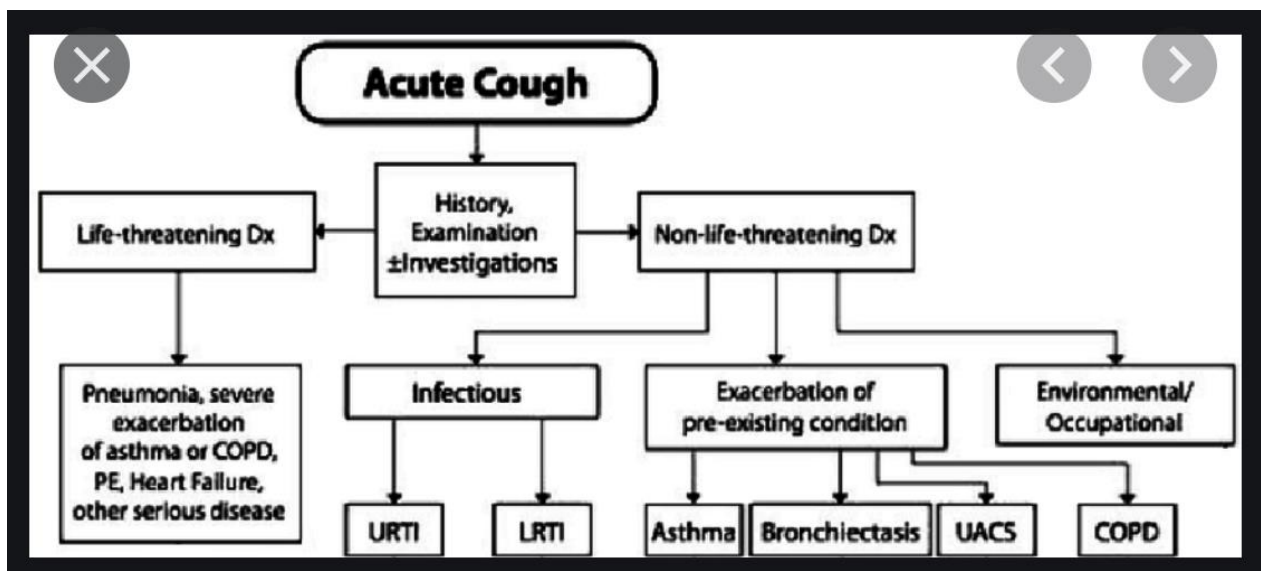 Acute Cough
History,
Examination
±Investigations
Life-threatening Dx
Non-life-threatening Dx
Pneumonia, severe
exacerbation
of asthma or COPD,
PE, Heart Failure,
other serious disease
Infectious
Exacerbation of
pre-existing condition
Environmental/
Occupational
URTI
LRTI
Asthma
Bronchiectasis
UACS
COPD